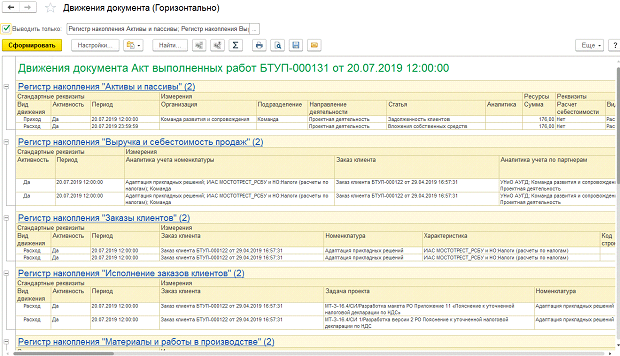 Движения документа (Горизонтально)
Выводить только: Регистр накопления Активы и пассивы; Регистр накопления Вы ...
Сформировать Настройки... Найти... Еще ?
Движения документа Акт выполненных работ БТУП-000131 от 20.07.2019 12:00:00
Регистр накопления "Активы и пассивы" (2)
Стандартные реквизиты Измерения Ресурсы Реквизиты
Вид движения Активность Период Организация Подразделение Направление деятельности Статья Аналитика Сумма Расчет себестоимости Вид
Приход Да 20.07.2019 12:00:00 Команда развития и сопровождения Команда Проектная деятельность Задолженность клиентов 176,00 Нет Рас
Расход Да 20.07.2019 23:59:59 Проектная деятельность Вложения собственных средств 176,00 Нет Рас
Регистр накопления "Выручка и себестоимость продаж" (2)
Стандартные реквизиты Измерения
Активность Период Аналитика учета номенклатуры Заказ клиента Аналитика учета по партнерам
Да 20.07.2019 12:00:00 Адаптация прикладных решений; ИАС МОСТОТРЕСТ_РСБУ и НО.Налоги (расчеты по Заказ клиента БТУП-000122 от 29.04.2019 16:57:31 УНиО АУГД; Команда развития и сопровожден
налогам); Команда Проектная деятельность
Да 20.07.2019 12:00:00 Адаптация прикладных решений; ИАС МОСТОТРЕСТ_РСБУ и НО.Налоги (расчеты по Заказ клиента БТУП-000122 от 29.04.2019 16:57:31 УНиО АУГД; Команда развития и сопровожден
налогам); Команда Проектная деятельность
Регистр накопления "Заказы клиентов" (2)
Стандартные реквизиты Измерения
Вид движения Активность Период Заказ клиента Номенклатура Характеристика Код строк
Расход Да 20.07.2019 12:00:00 Заказ клиента БТУП-000122 от 29.04.2019 16:57:31 Адаптация прикладных решений ИАС МОСТОТРЕСТ_РСБУ и НО.Налоги (расчеты по налогам)
Расход Да 20.07.2019 12:00:00 Заказ клиента БТУП-000122 от 29.04.2019 16:57:31 Адаптация прикладных решений ИАС МОСТОТРЕСТ_РСБУ и НО.Налоги (расчеты по налогам)
Регистр накопления "Исполнение заказов клиентов" (2)
Стандартные реквизиты Измерения
Вид движения Активность Период Заказ клиента Задача проекта Номенклатура
Расход Да 20.07.2019 12:00:00 Заказ клиента БТУП-000122 от 29.04.2019 16:57:31 ИТ-3-16.4/СИ 1/Разработка макета РО Приложение 11 «Пояснение к уточненной Адаптация прикладных решений
налоговой декларации по НДС»
Расход Да 20.07.2019 12:00:00 Заказ клиента БТУП-000122 от 29.04.2019 16:57:31 ИТ-3-16.4/СИ 1/Разработка версии 2 РО Пояснение к уточненной налоговой Адаптация прикладных решений
декларации по НДС
Регистр накопления "Материалы и работы в производстве" (2)